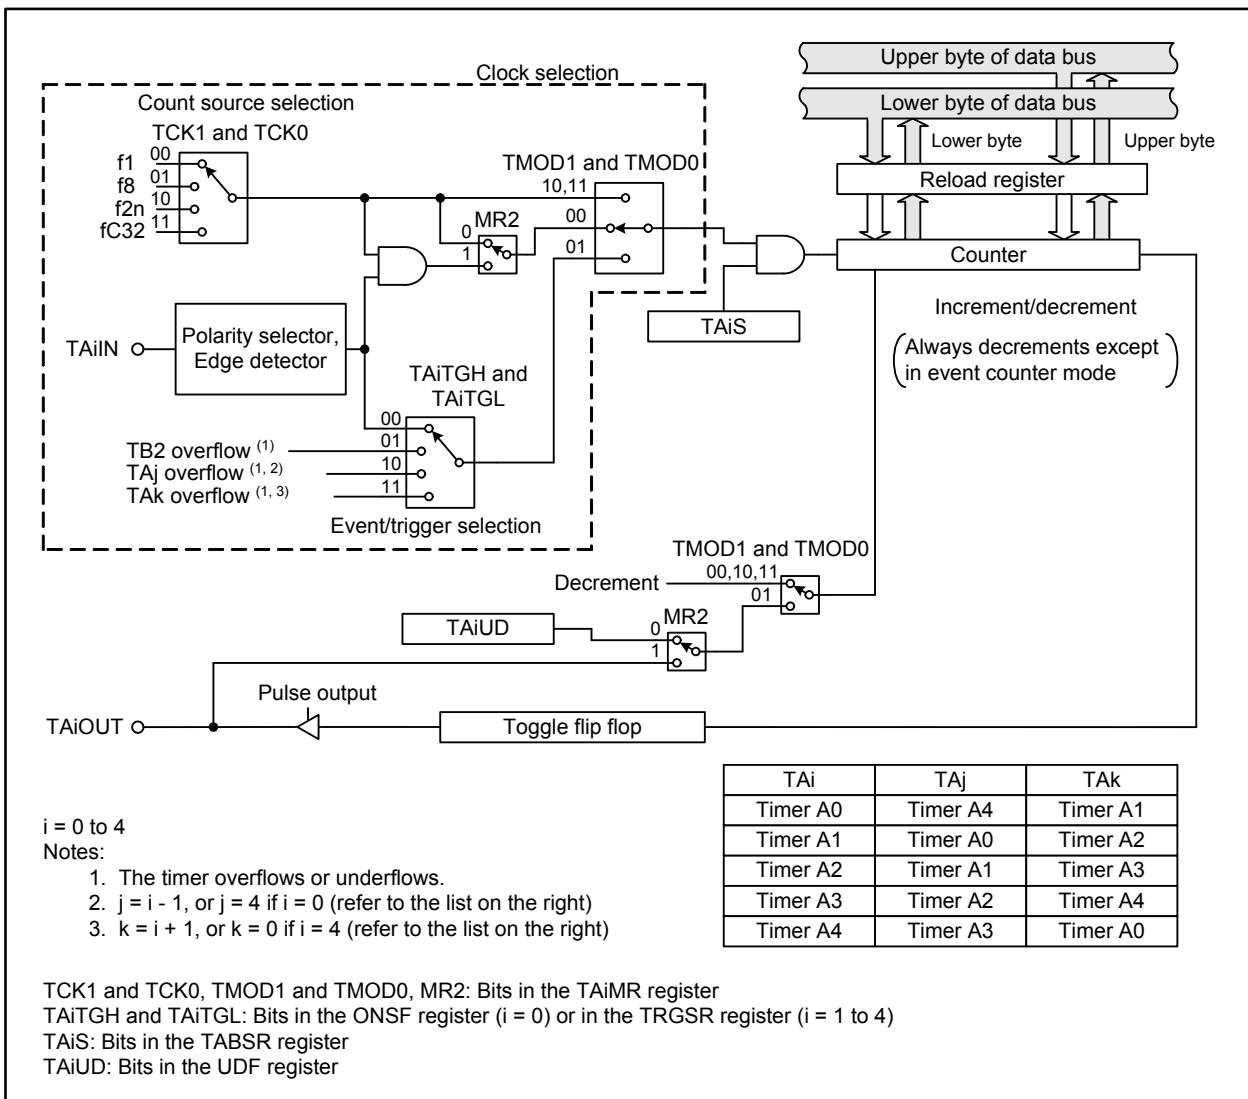 Upper byte of data bus
Clock selection
Lower byte of data bus
Count source selection
TCK1 and TCK0
Lower byte
Upper byte
TMOD1 and TMOD0
f1 00
f8 01
f2n 10
fC32 11
10,11
00
01
Reload register
MR2
0
1
Counter
TAiS
Increment/decrement
(Always decrements except
in event counter mode)
TAiIN
Polarity selector,
Edge detector
TAiTGH and
TAiTGL
00
TB2 overflow (1) 01
TAj overflow (1, 2) 10
TAk overflow (1, 3) 11
Event/trigger selection
TMOD1 and TMOD0
Decrement 00,10,11
01
TAiUD
MR2
0
1
Pulse output
TAiOUT
Toggle flip flop
TAi TAj TAk
Timer A0 Timer A4 Timer A1
Timer A1 Timer A0 Timer A2
Timer A2 Timer A1 Timer A3
Timer A3 Timer A2 Timer A4
Timer A4 Timer A3 Timer A0
i = 0 to 4
Notes:
1. The timer overflows or underflows.
2. j = i - 1, or j = 4 if i = 0 (refer to the list on the right)
3. k = i + 1, or k = 0 if i = 4 (refer to the list on the right)
TCK1 and TCK0, TMOD1 and TMOD0, MR2: Bits in the TAiMR register
TAiTGH and TAiTGL: Bits in the ONSF register (i = 0) or in the TRGSR register (i = 1 to 4)
TAiS: Bits in the TABSR register
TAiUD: Bits in the UDF register